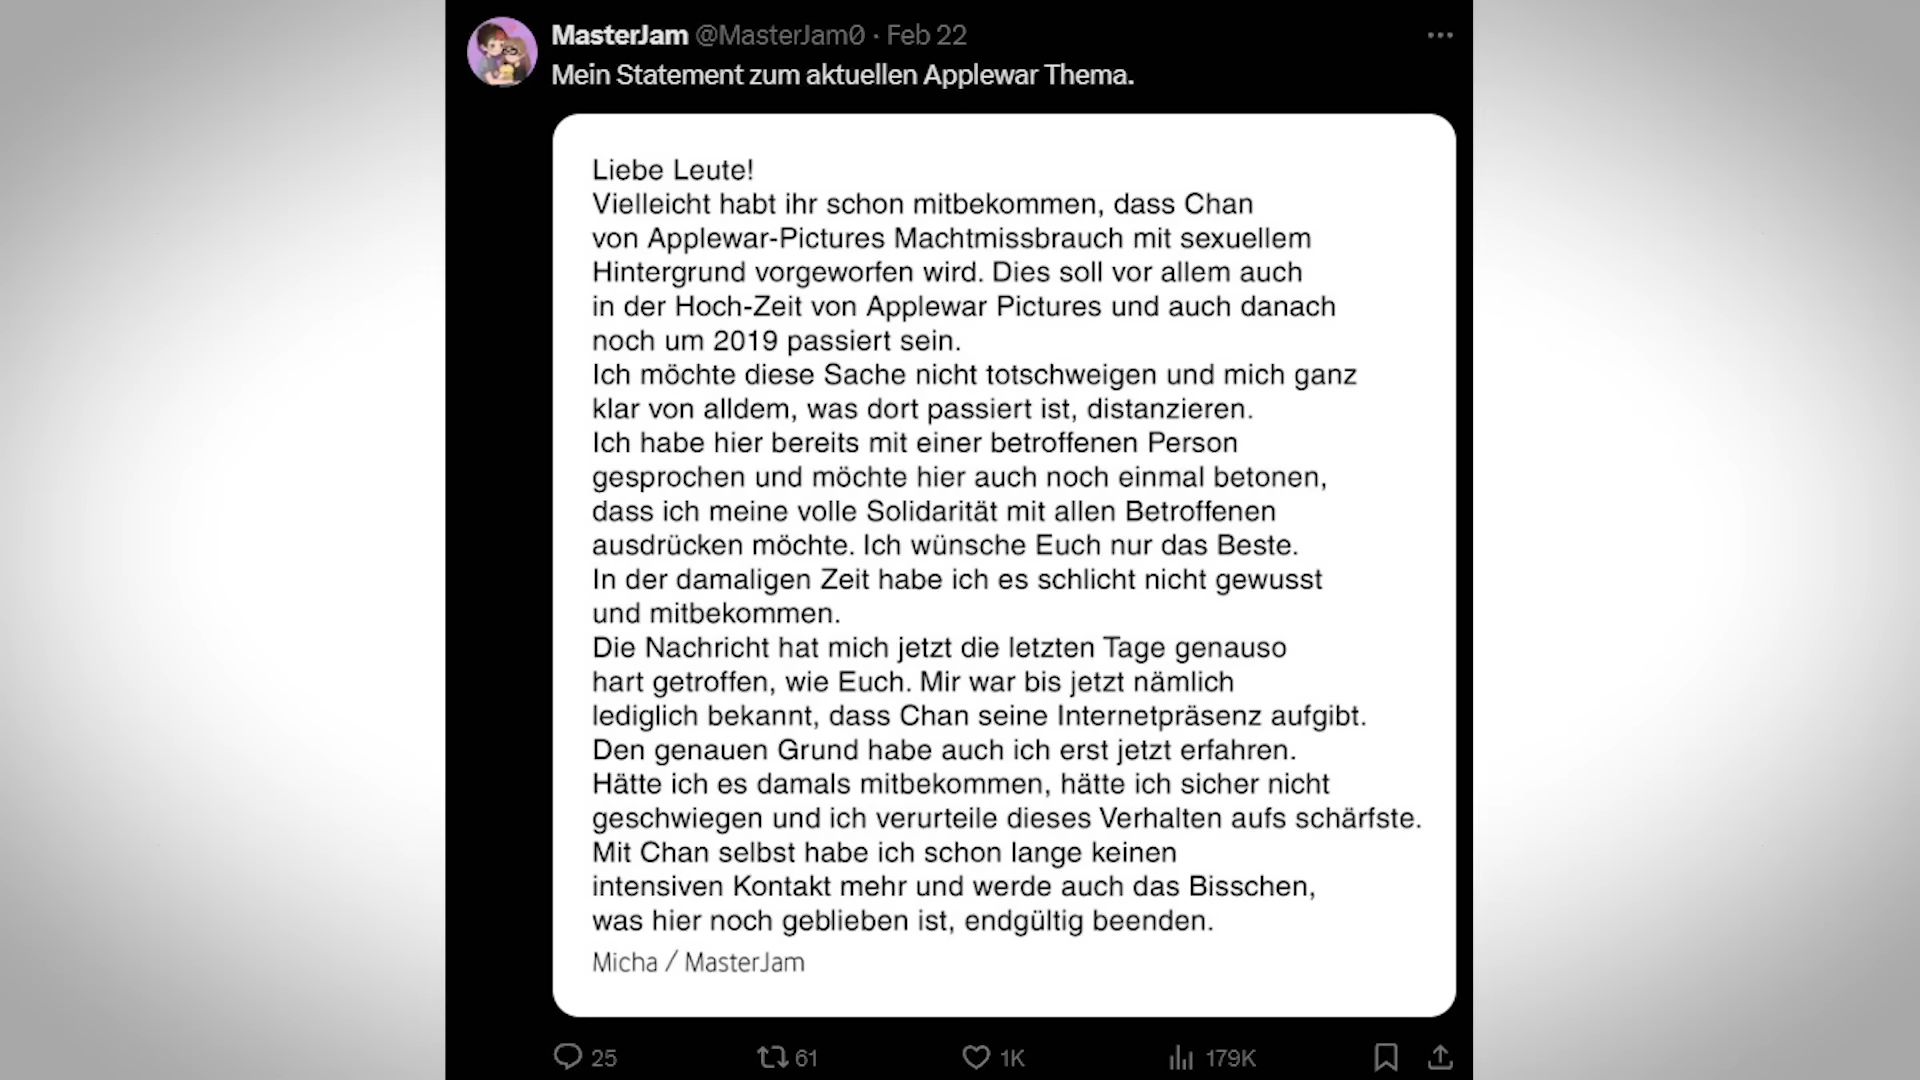 MasterJam @MasterJam0 · Feb 22
Mein Statement zum aktuellen Applewar Thema.
Liebe Leute!
Vielleicht habt ihr schon mitbekommen, dass Chan
von Applewar-Pictures Machtmissbrauch mit sexuellem
Hintergrund vorgeworfen wird. Dies soll vor allem auch
in der Hoch-Zeit von Applewar Pictures und auch danach
noch um 2019 passiert sein.
Ich möchte diese Sache nicht totschweigen und mich ganz
klar von alldem, was dort passiert ist, distanzieren.
Ich habe hier bereits mit einer betroffenen Person
gesprochen und möchte hier auch noch einmal betonen,
dass ich meine volle Solidarität mit allen Betroffenen
ausdrücken möchte. Ich wünsche Euch nur das Beste.
In der damaligen Zeit habe ich es schlicht nicht gewusst
und mitbekommen.
Die Nachricht hat mich jetzt die letzten Tage genauso
hart getroffen, wie Euch. Mir war bis jetzt nämlich
lediglich bekannt, dass Chan seine Internetpräsenz aufgibt.
Den genauen Grund habe auch ich erst jetzt erfahren.
Hätte ich es damals mitbekommen, hätte ich sicher nicht
geschwiegen und ich verurteile dieses Verhalten aufs schärfste.
Mit Chan selbst habe ich schon lange keinen
intensiven Kontakt mehr und werde auch das Bisschen,
was hier noch geblieben ist, endgültig beenden.
Micha / MasterJam
25 61 1K 179K